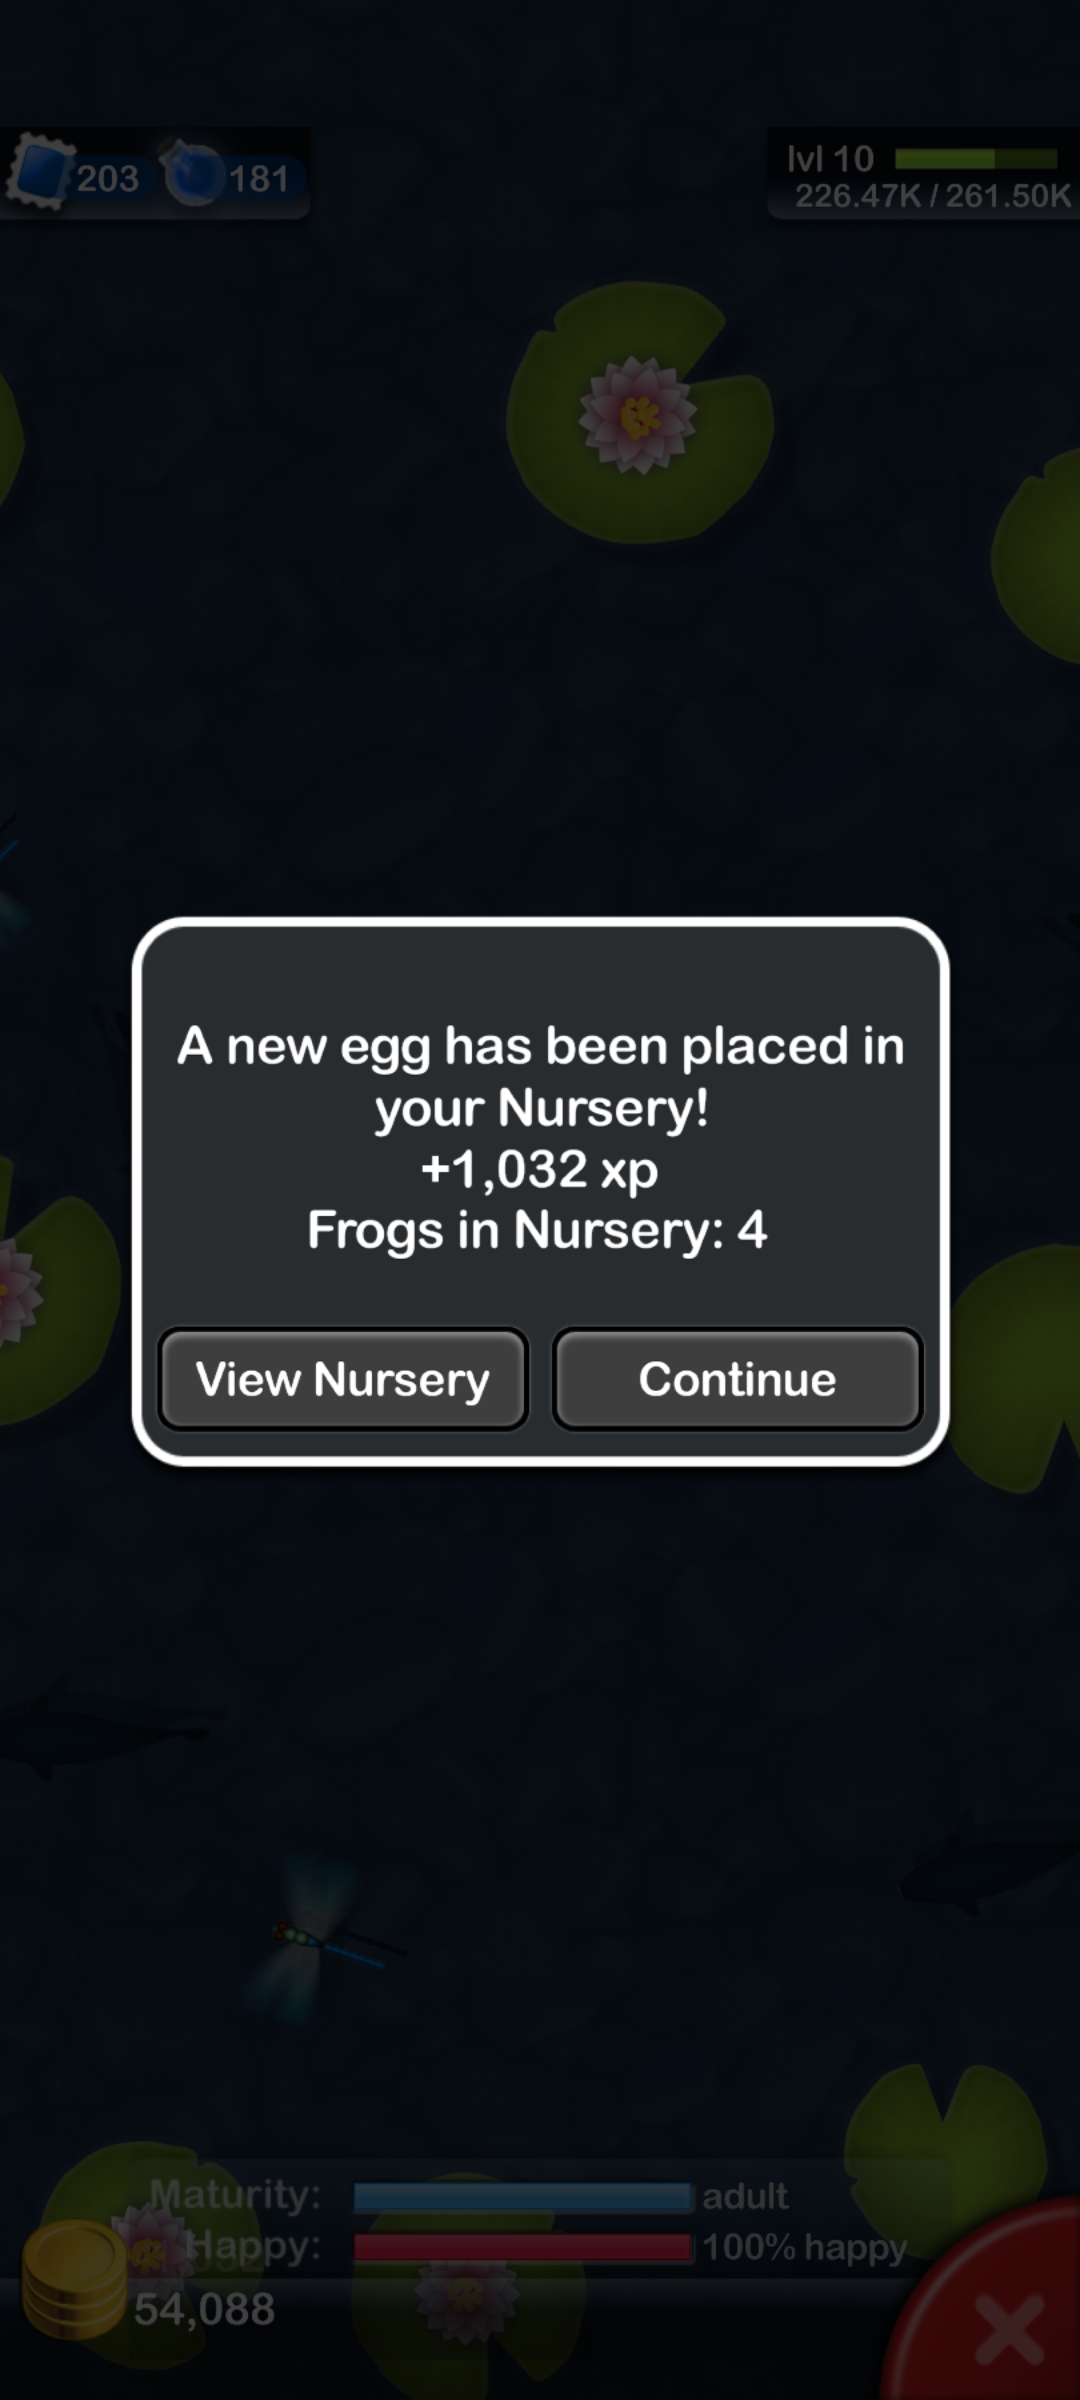 203
181
lvl 10
226.47K / 261.50K
A new egg has been placed in
your Nursery!
+1,032 xp
Frogs in Nursery: 4
View Nursery
Continue
Maturity:
adult
Happy:
100% happy
54,088